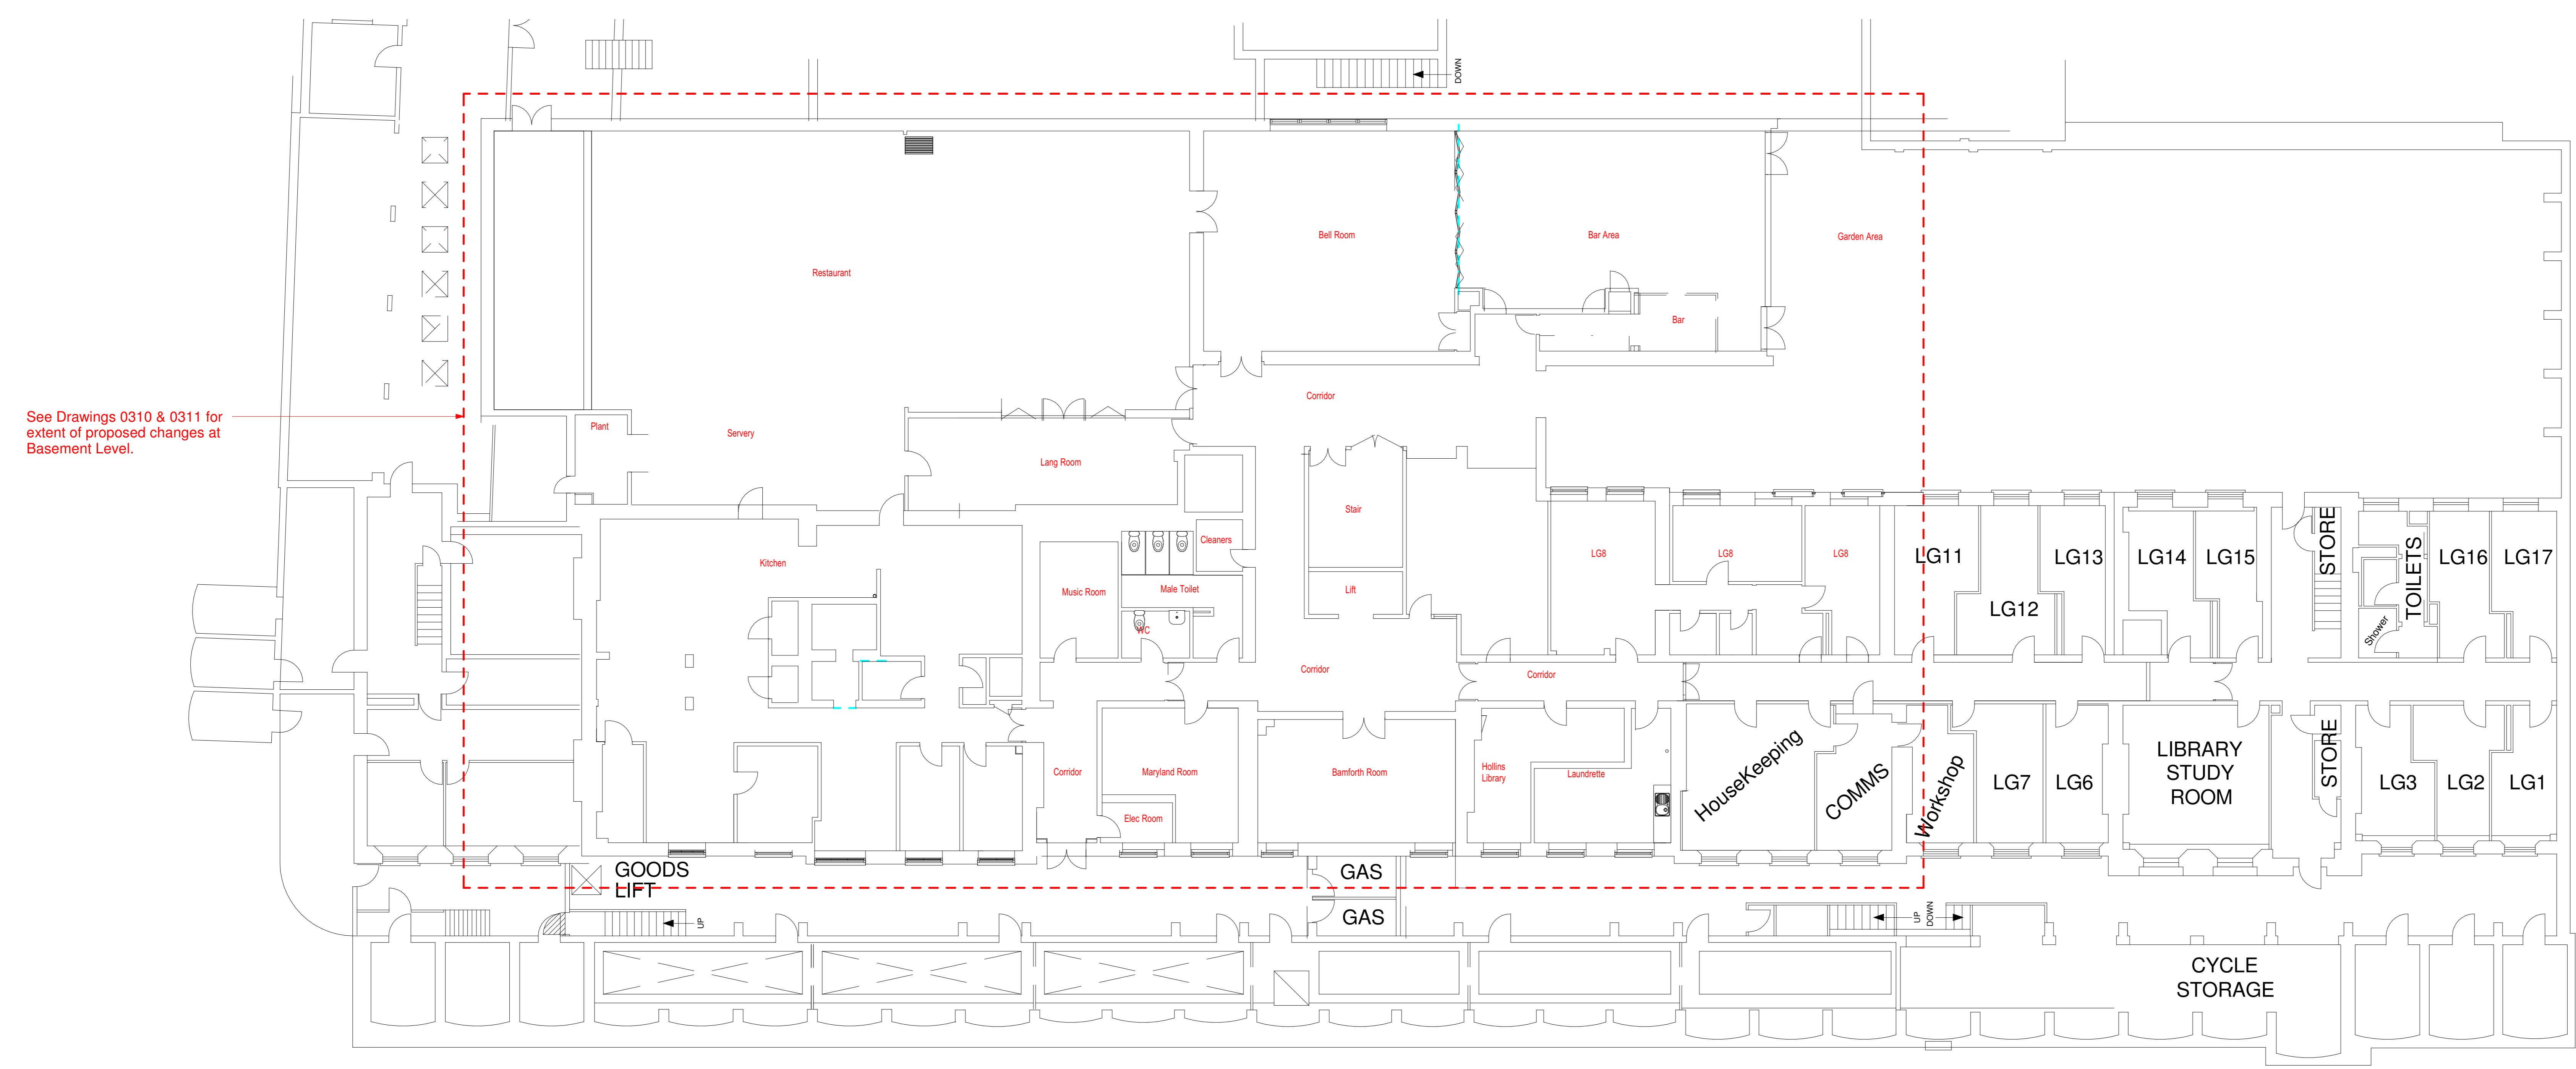 DOWN
Bell Room
Bar Area
Garden Area
Restaurant
Bar
Corridor
See Drawings 0310 & 0311 for
extent of proposed changes at
Basement Level.
Plant
Servery
Lang Room
Stair
Cleaners
Kitchen
Music Room
Male Toilet
WC
Lift
LG8
LG8
LG8
LG11
LG12
LG13
LG14
LG15
STORE
Shower
TOILETS
LG16
LG17
Corridor
Corridor
Corridor
Maryland Room
Elec Room
Bamforth Room
Hollins
Library
Laundrette
HouseKeeping
COMMS
Workshop
LG7
LG6
LIBRARY
STUDY
ROOM
STORE
LG3
LG2
LG1
GOODS
LIFT
GAS
GAS
UP
UP
DOWN
CYCLE
STORAGE